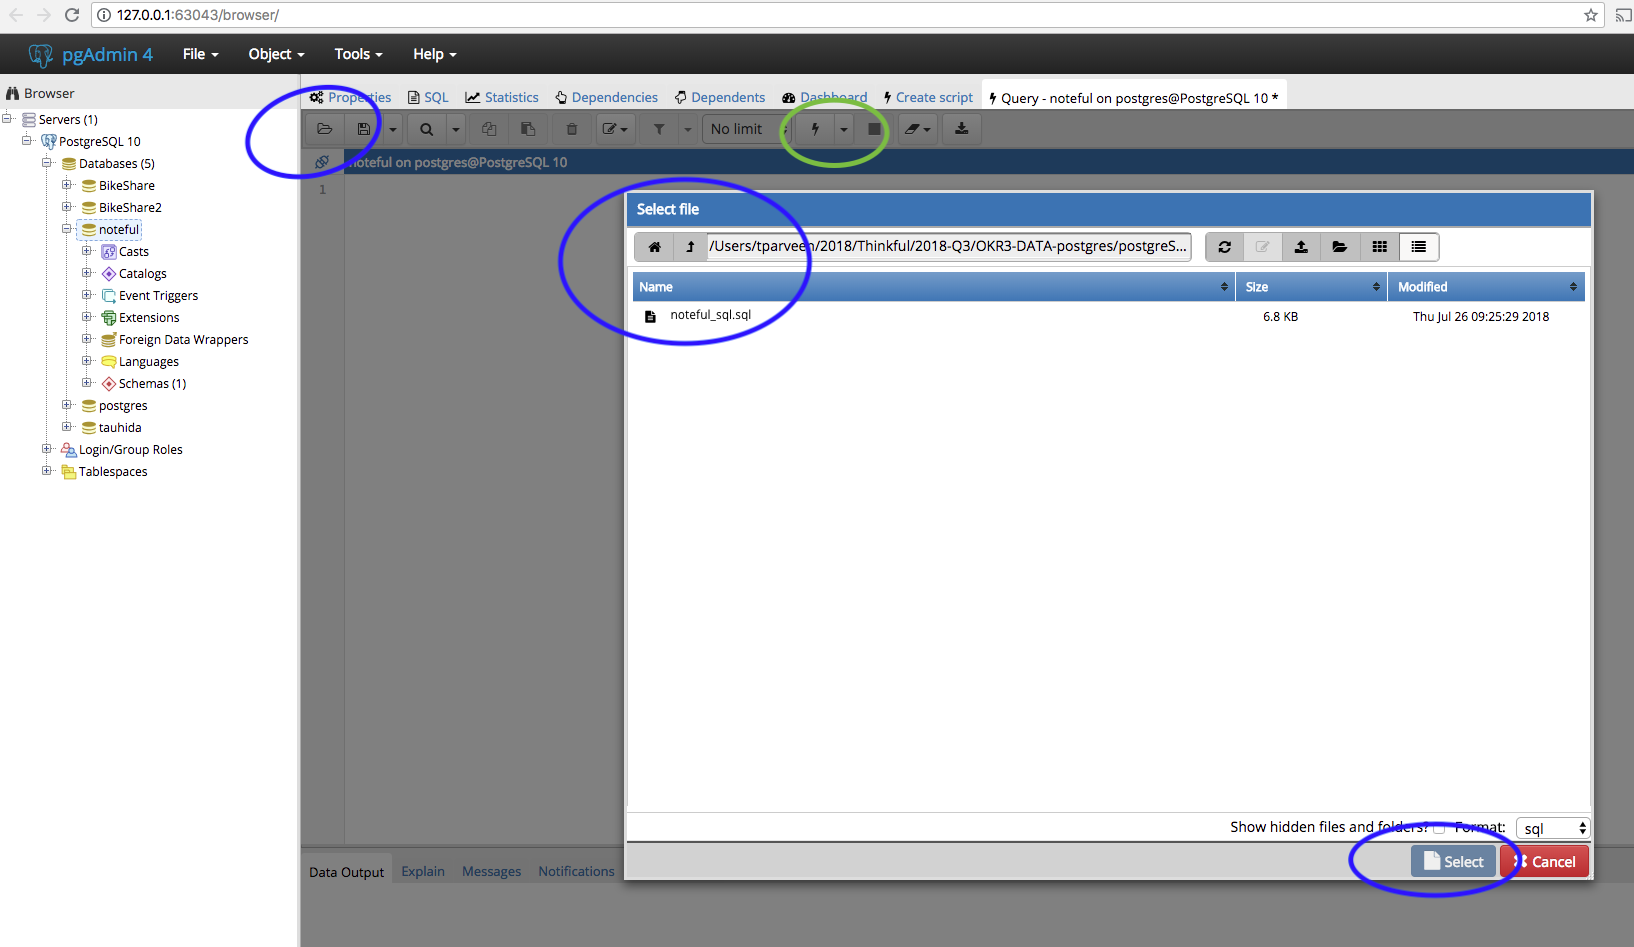 127.0.0.1:63043/browser/
pgAdmin 4 File Object Tools Help
Browser
Properties SQL Statistics Dependencies Dependents Dashboard Create script Query - noteful on postgres@PostgreSQL 10 *
No limit
noteful on postgres@PostgreSQL 10
1
Servers (1)
PostgreSQL 10
Databases (5)
BikeShare
BikeShare2
noteful
Casts
Catalogs
Event Triggers
Extensions
Foreign Data Wrappers
Languages
Schemas (1)
postgres
tauhida
Login/Group Roles
Tablespaces
Select file
/Users/tparveen/2018/Thinkful/2018-Q3/OKR3-DATA-postgres/postgreS...
Name Size Modified
noteful_sql.sql 6.8 KB Thu Jul 26 09:25:29 2018
Show hidden files and folders? Format: sql
Select Cancel
Data Output Explain Messages Notifications